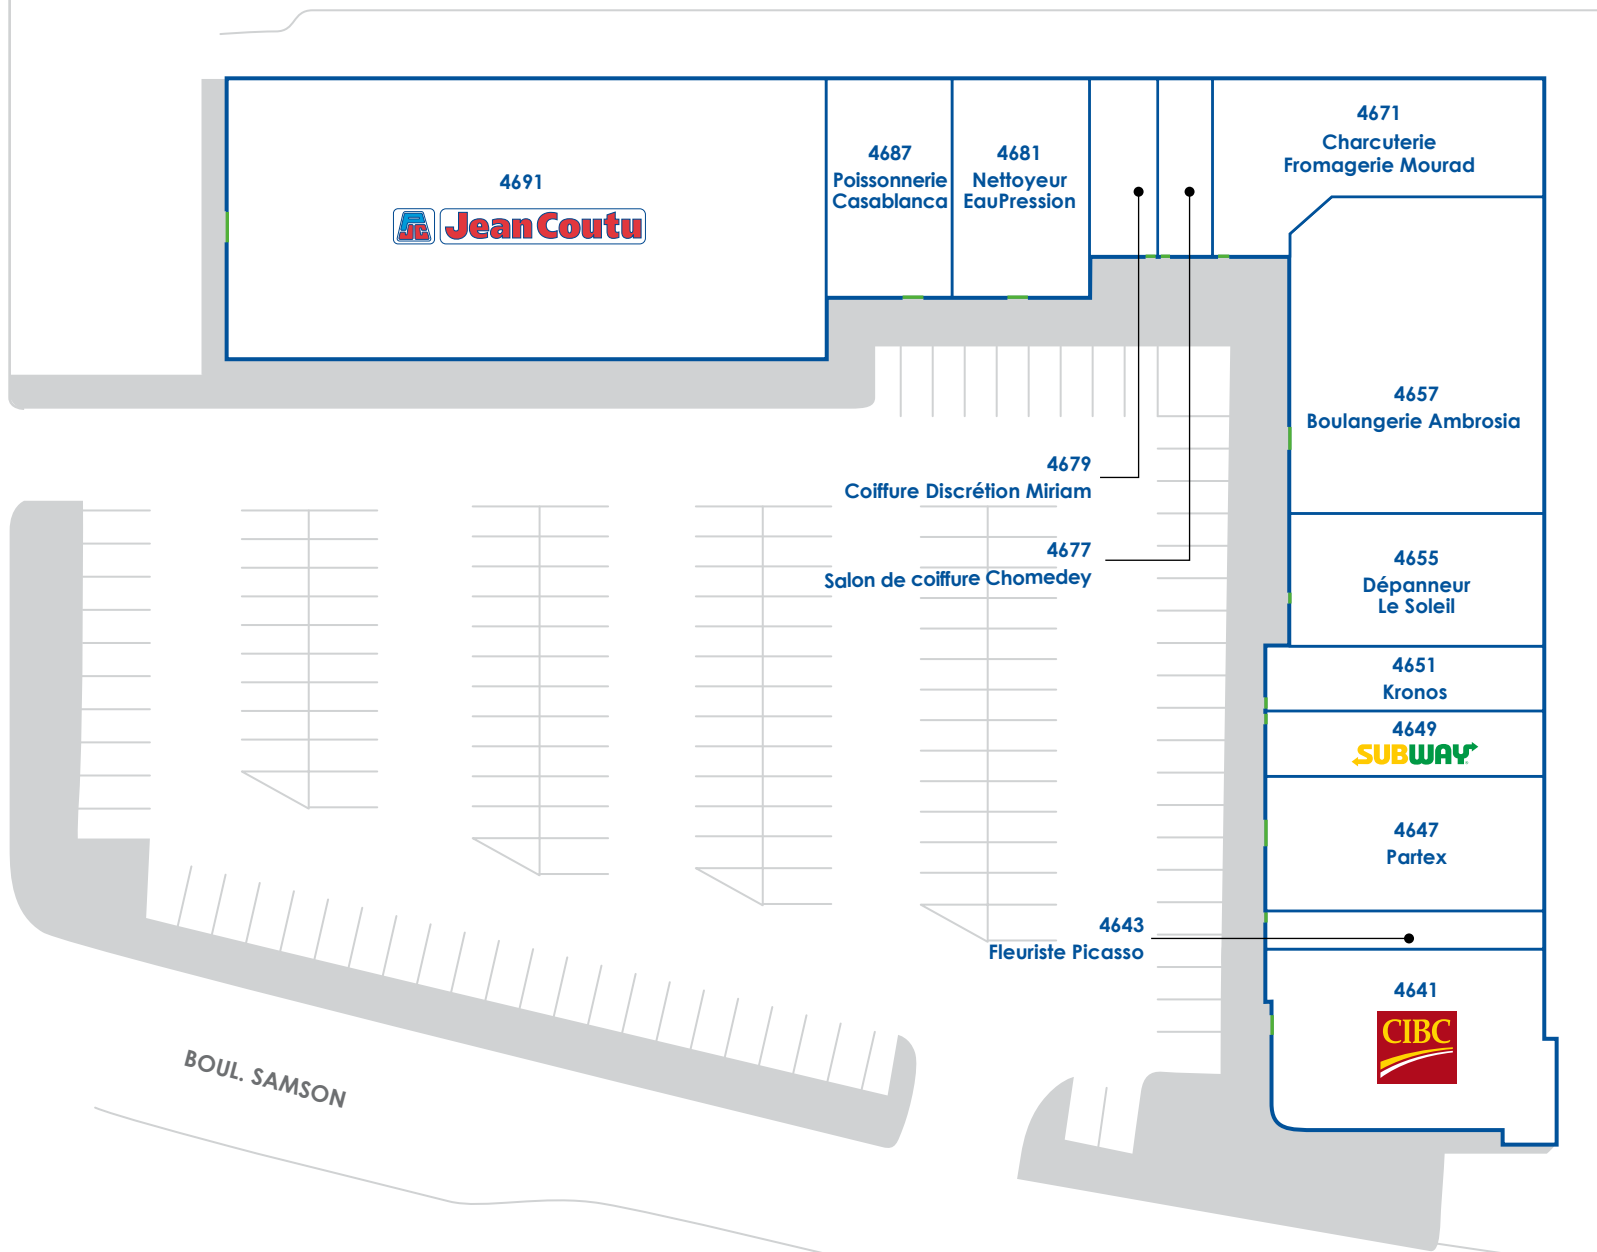 4691
PJC Jean Coutu
4687
Poissonnerie
Casablanca
4681
Nettoyeur
EauPression
4671
Charcuterie
Fromagerie Mourad
4657
Boulangerie Ambrosia
4679
Coiffure Discrétion Miriam
4677
Salon de coiffure Chomedey
4655
Dépanneur
Le Soleil
4651
Kronos
4649
SUBWAY
4647
Partex
4643
Fleuriste Picasso
4641
CIBC
BOUL. SAMSON